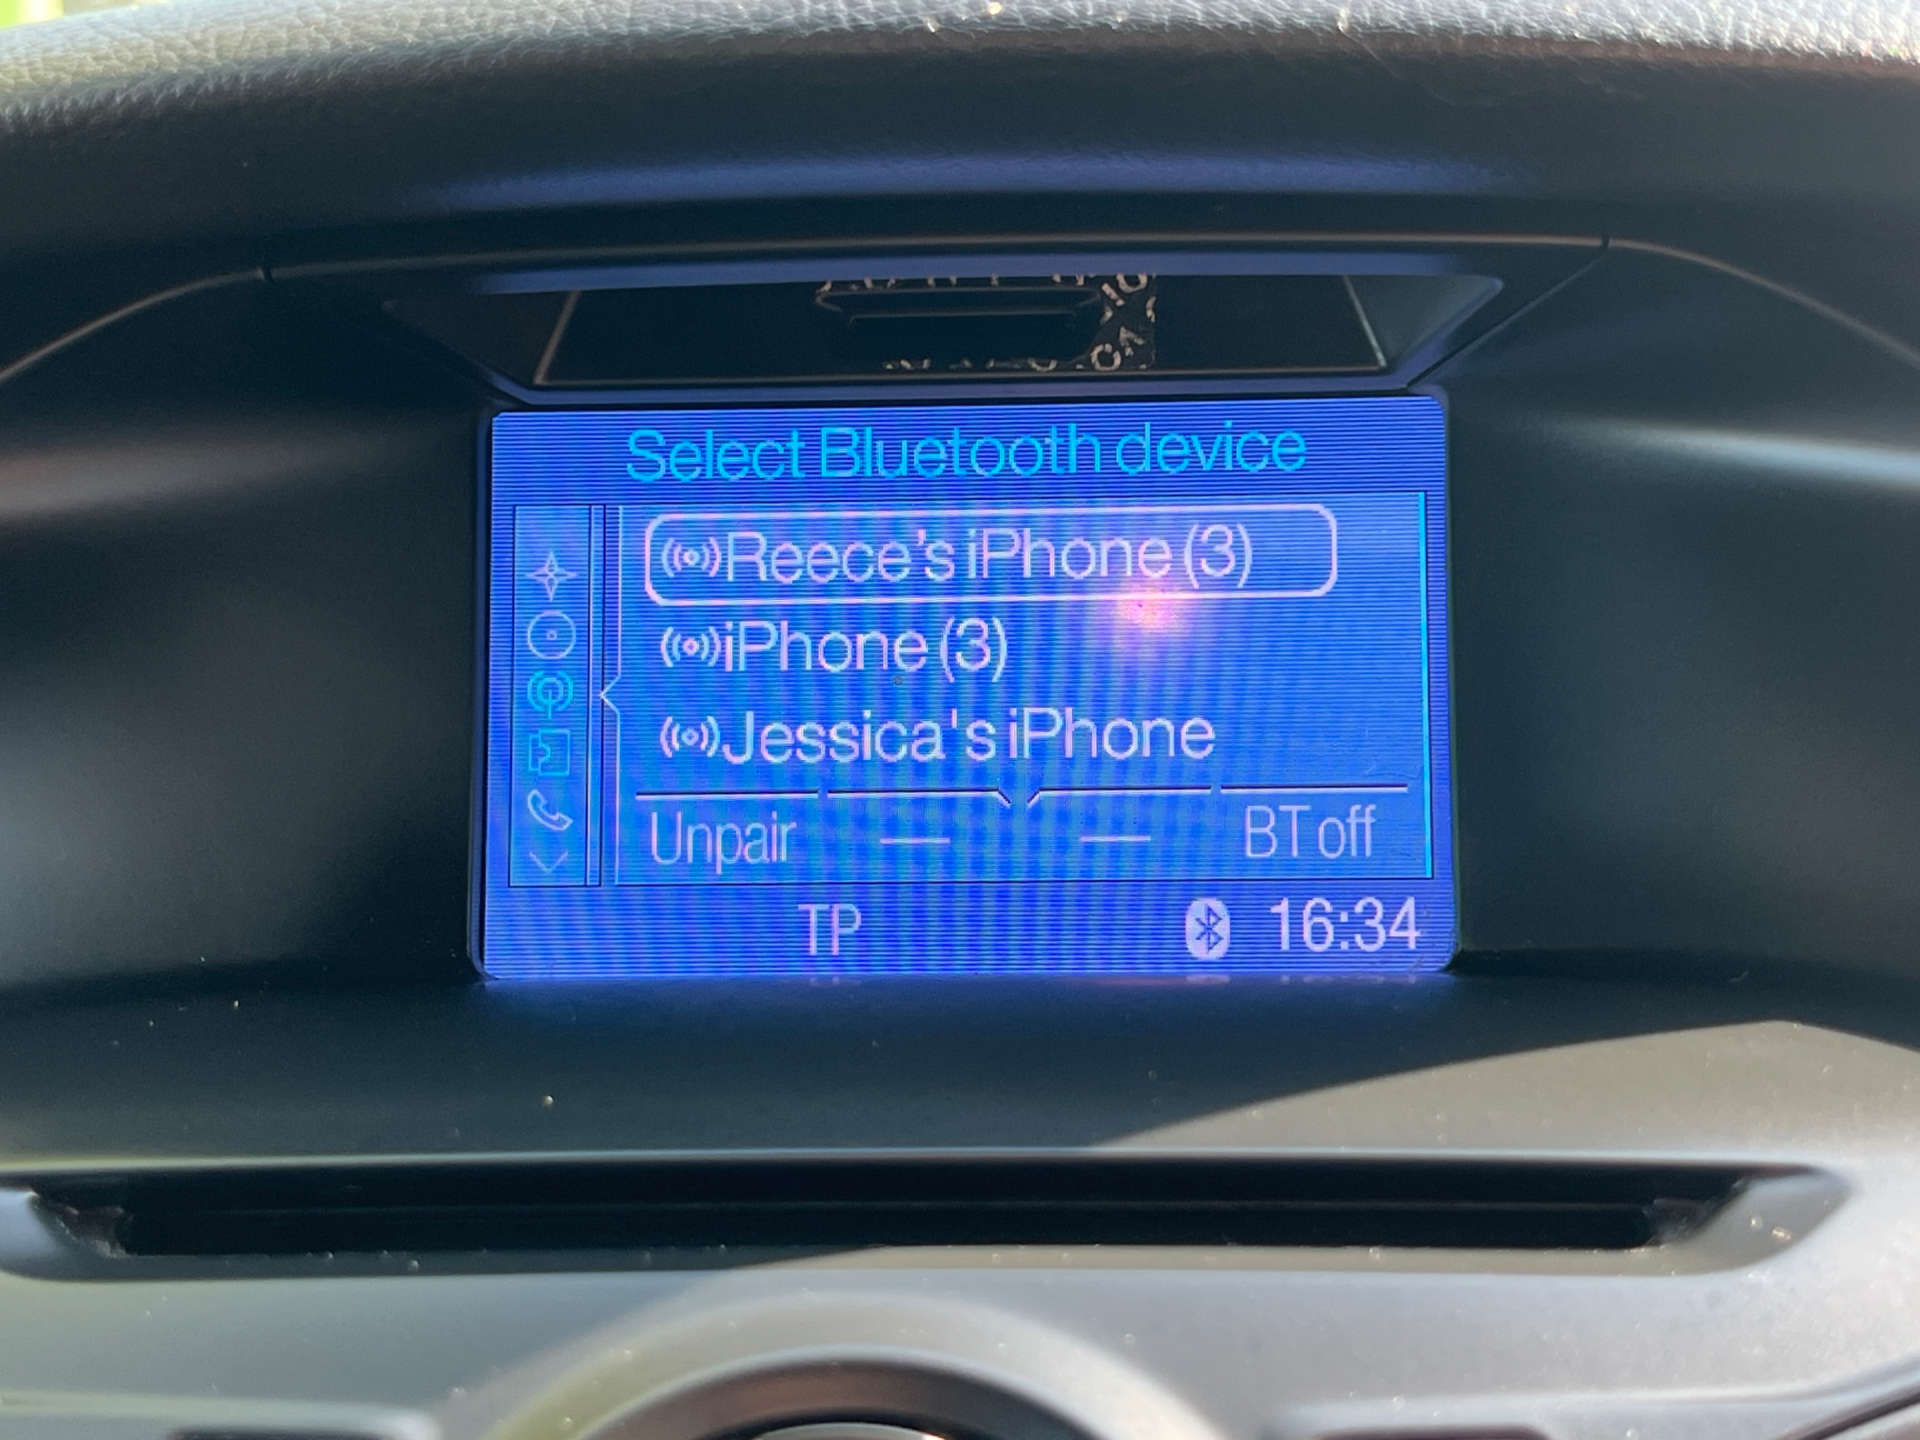 Select Bluetooth device
Reece's iPhone (3)
iPhone (3)
Jessica's iPhone
Unpair BT off
TP 16:34